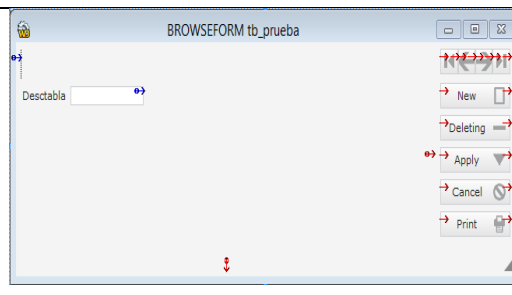 BROWSEFORM tb_prueba
Desctabla
New
Deleting
Apply
Cancel
Print